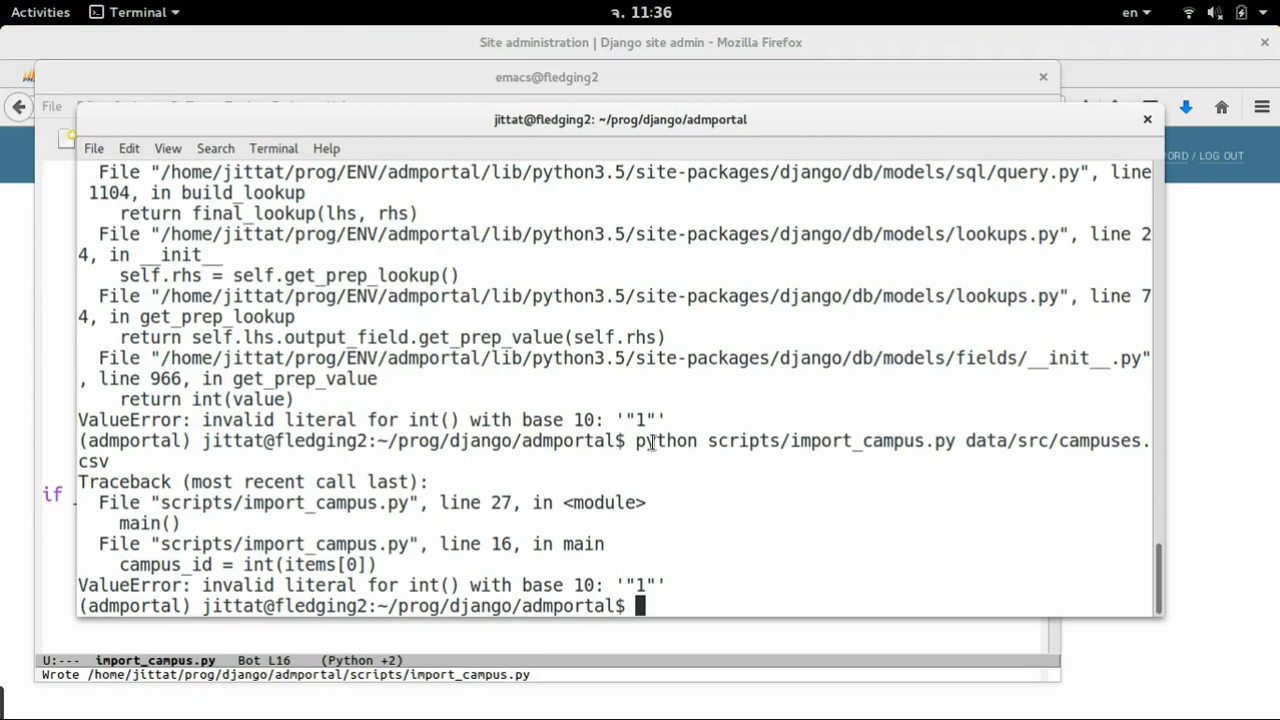 Activities Terminal จ. 11:36 en
Site administration | Django site admin - Mozilla Firefox
emacs@fledging2
File
jittat@fledging2: ~/prog/django/admportal
File Edit View Search Terminal Help
WORD / LOG OUT
File "/home/jittat/prog/ENV/admportal/lib/python3.5/site-packages/django/db/models/sql/query.py", line
1104, in build_lookup
return final_lookup(lhs, rhs)
File "/home/jittat/prog/ENV/admportal/lib/python3.5/site-packages/django/db/models/lookups.py", line 2
4, in __init__
self.rhs = self.get_prep_lookup()
File "/home/jittat/prog/ENV/admportal/lib/python3.5/site-packages/django/db/models/lookups.py", line 7
4, in get_prep_lookup
return self.lhs.output_field.get_prep_value(self.rhs)
File "/home/jittat/prog/ENV/admportal/lib/python3.5/site-packages/django/db/models/fields/__init__.py"
, line 966, in get_prep_value
return int(value)
ValueError: invalid literal for int() with base 10: '"1"'
(admportal) jittat@fledging2:~/prog/django/admportal$ python scripts/import_campus.py data/src/campuses.
csv
Traceback (most recent call last):
File "scripts/import_campus.py", line 27, in <module>
if
main()
File "scripts/import_campus.py", line 16, in main
campus_id = int(items[0])
ValueError: invalid literal for int() with base 10: '"1"'
(admportal) jittat@fledging2:~/prog/django/admportal$
U:--- import_campus.py Bot L16 (Python +2)
Wrote /home/jittat/prog/django/admportal/scripts/import_campus.py